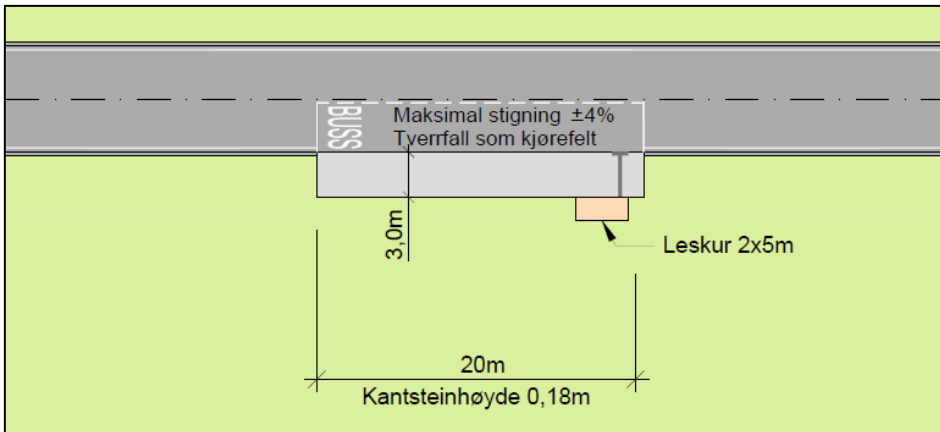 BUSS
Maksimal stigning ±4%
Tverrfall som kjørefelt
3,0m
Leskur 2x5m
20m
Kantsteinhøyde 0,18m